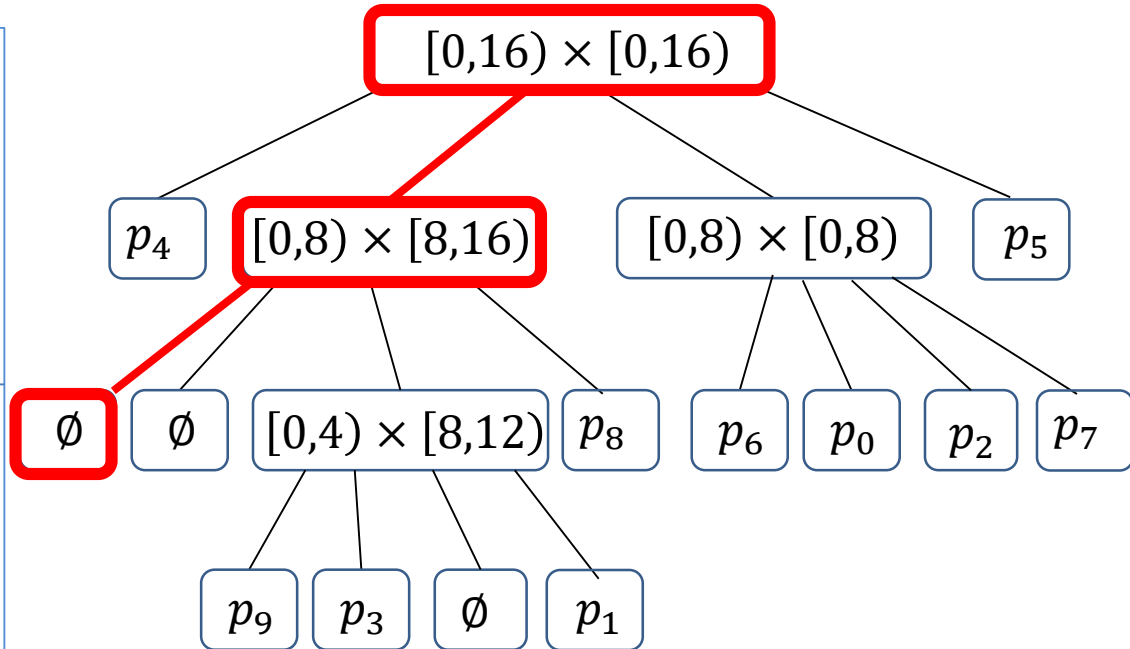 [0,16) × [0,16)
p₄ [0,8) × [8,16) [0,8) × [0,8) p₅
∅ ∅ [0,4) × [8,12) p₈ p₆ p₀ p₂ p₇
p₉ p₃ ∅ p₁